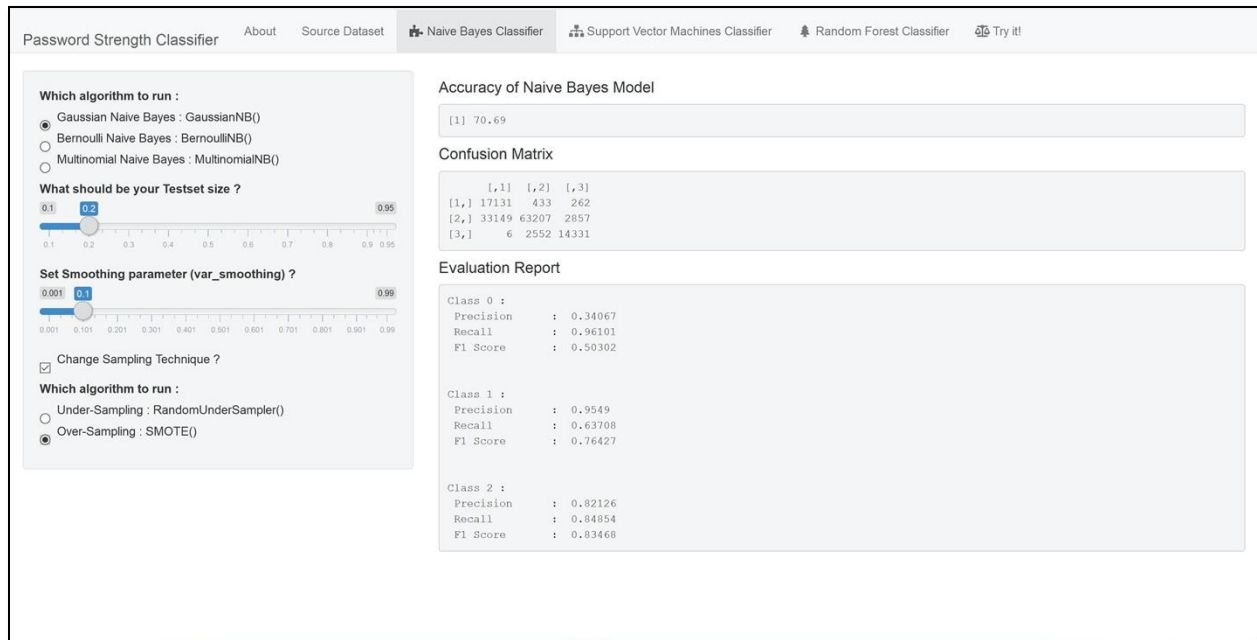 Password Strength Classifier About Source Dataset Naive Bayes Classifier Support Vector Machines Classifier Random Forest Classifier Try it!
Which algorithm to run :
Gaussian Naive Bayes : GaussianNB()
Bernoulli Naive Bayes : BernoulliNB()
Multinomial Naive Bayes : MultinomialNB()
What should be your Testset size ?
0.1 0.2 0.95
0.1 0.2 0.3 0.4 0.5 0.6 0.7 0.8 0.9 0.95
Set Smoothing parameter (var_smoothing) ?
0.001 0.1 0.99
0.001 0.101 0.201 0.301 0.401 0.501 0.601 0.701 0.801 0.901 0.99
Change Sampling Technique ?
Which algorithm to run :
Under-Sampling : RandomUnderSampler()
Over-Sampling : SMOTE()
Accuracy of Naive Bayes Model
[1] 70.69
Confusion Matrix
[,1] [,2] [,3]
[1,] 17131 433 262
[2,] 33149 63207 2857
[3,] 6 2552 14331
Evaluation Report
Class 0 :
Precision : 0.34067
Recall : 0.96101
F1 Score : 0.50302
Class 1 :
Precision : 0.9549
Recall : 0.63708
F1 Score : 0.76427
Class 2 :
Precision : 0.82126
Recall : 0.84854
F1 Score : 0.83468